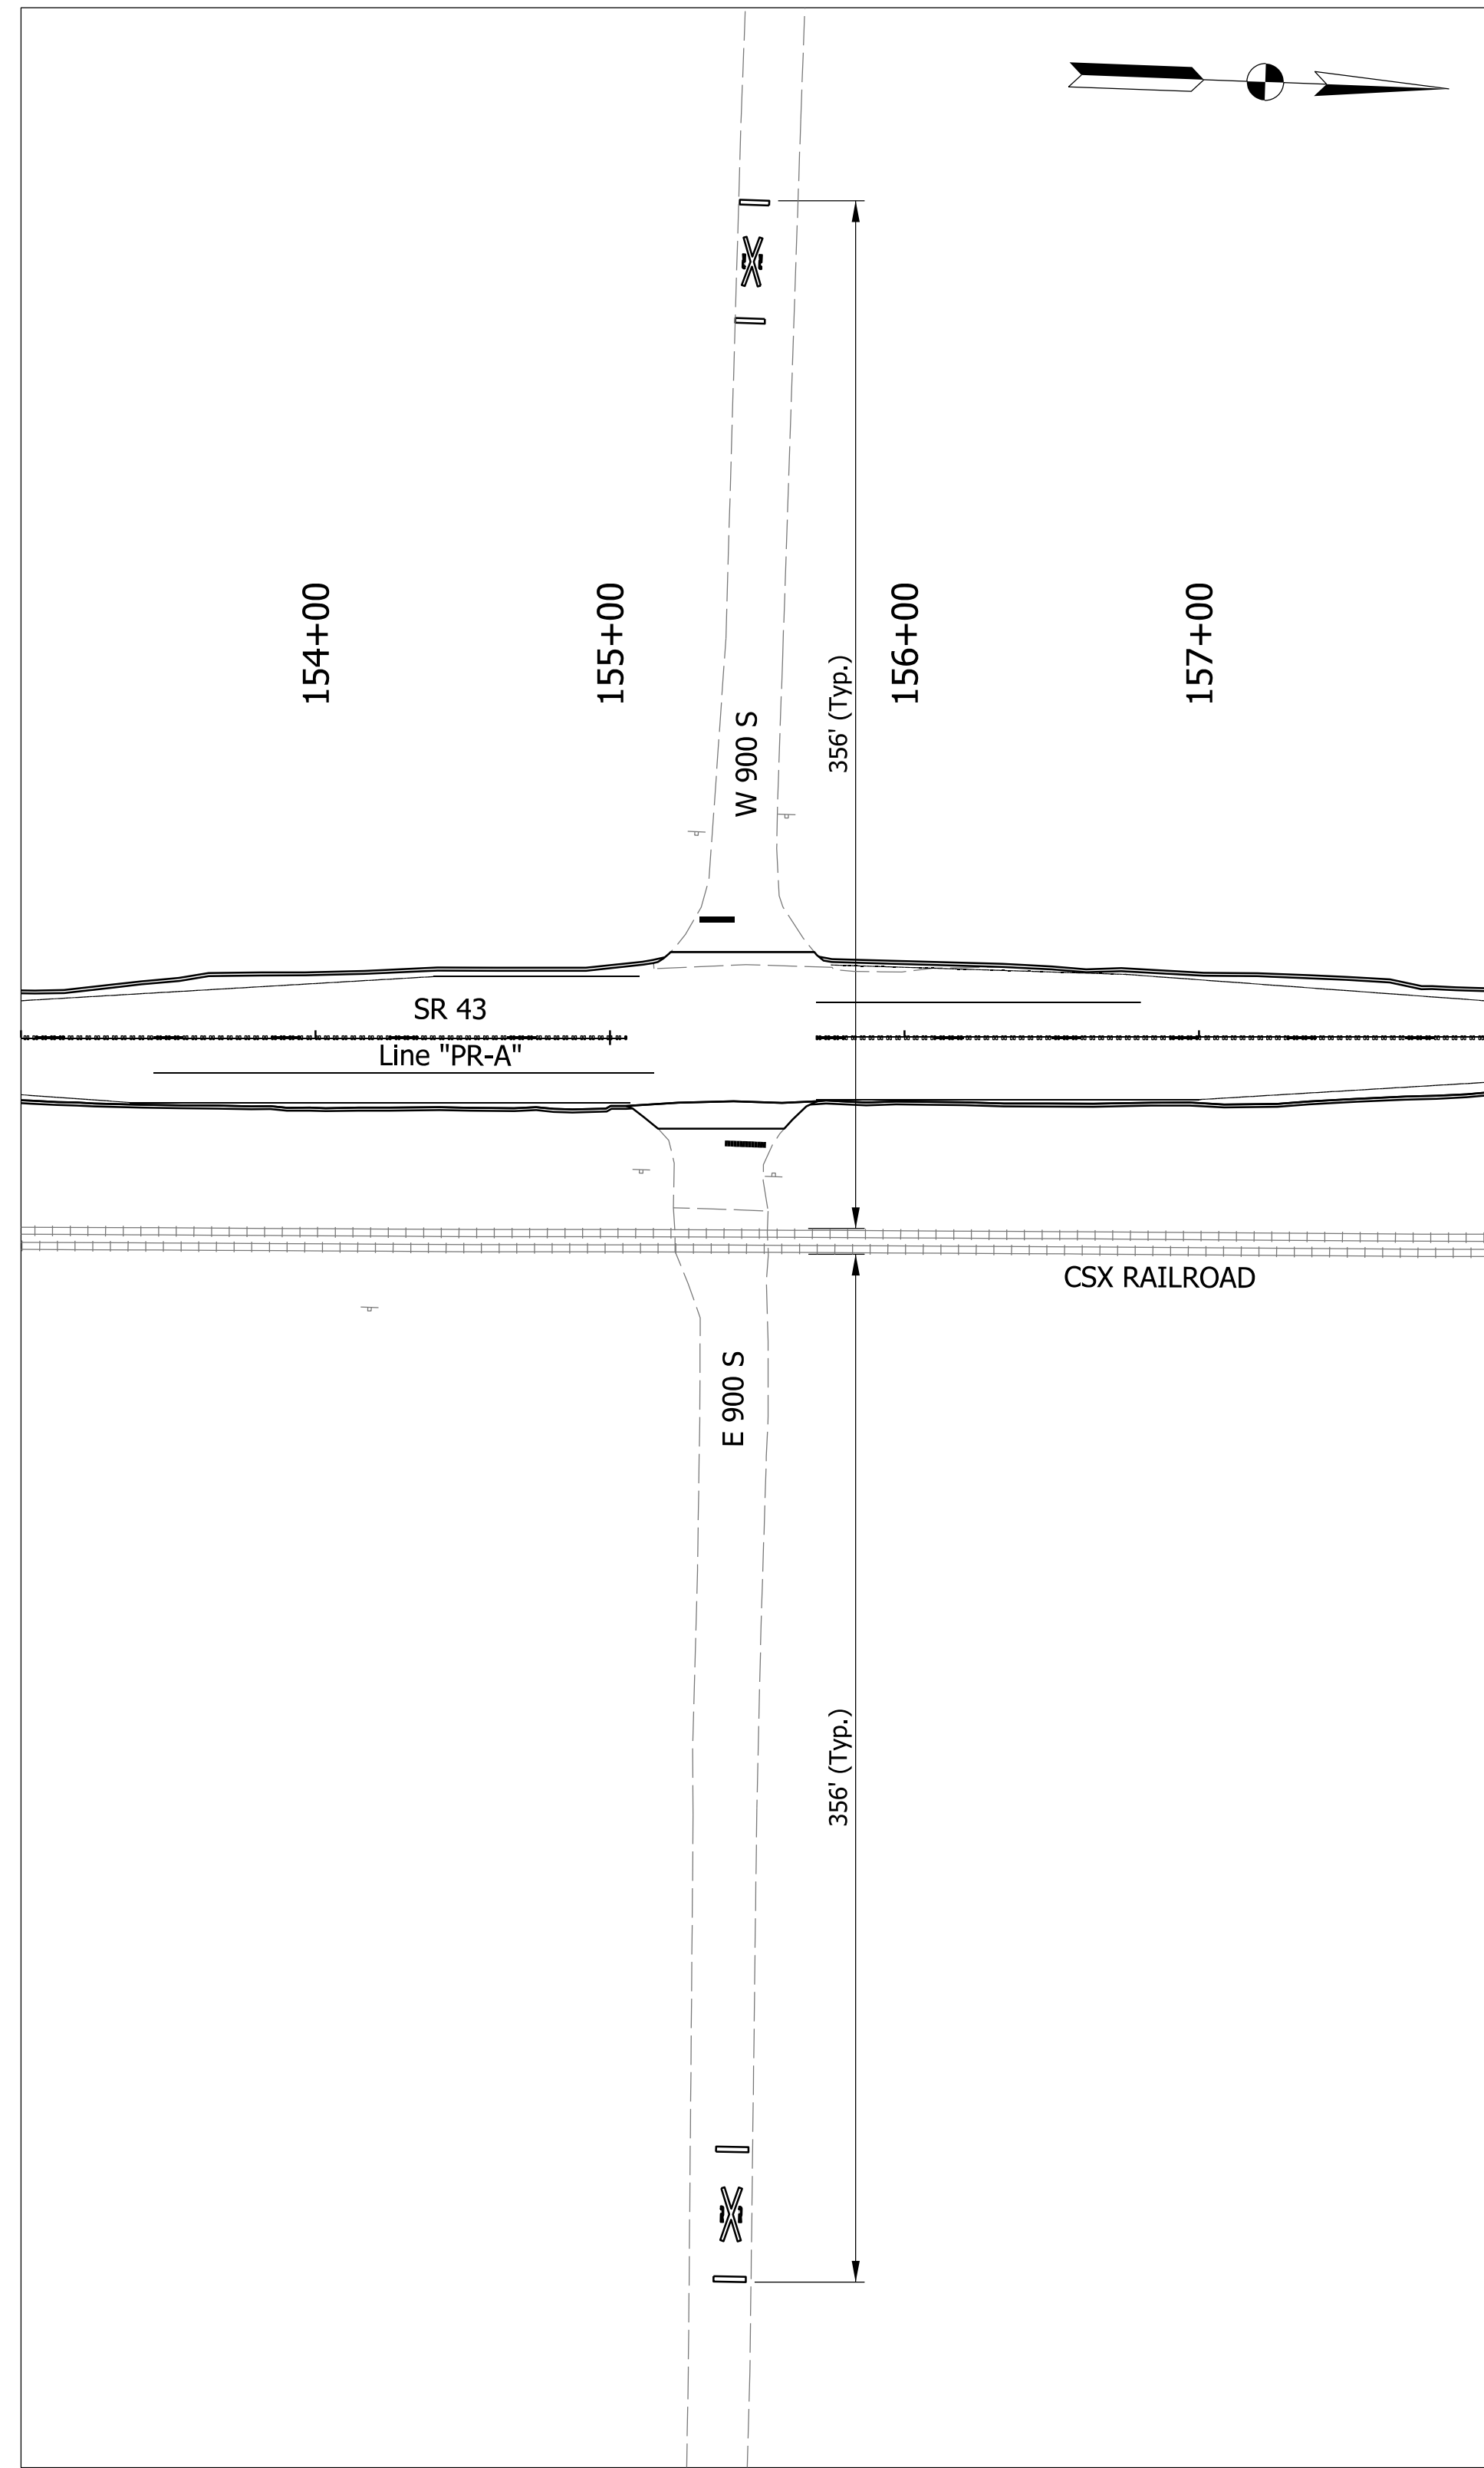 154+00
155+00
156+00
157+00
356' (Typ.)
W 900 S
SR 43
Line "PR-A"
CSX RAILROAD
E 900 S
356' (Typ.)